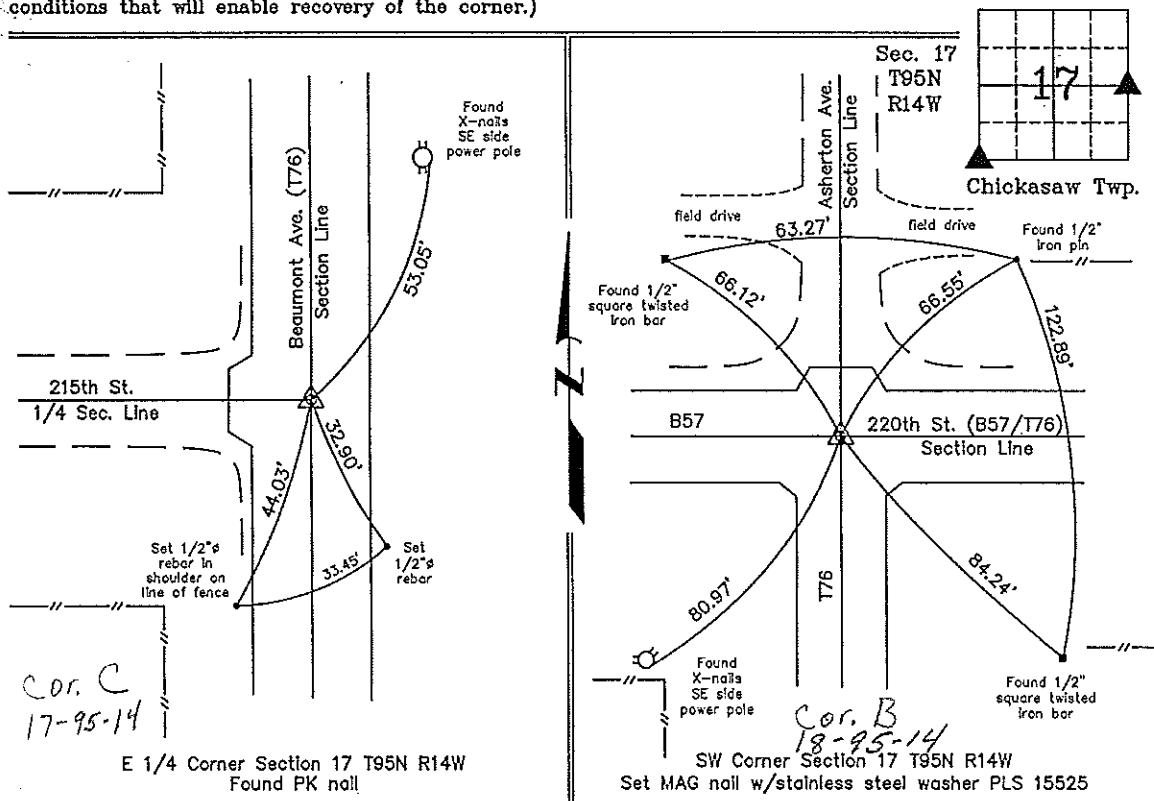 conditions that will enable recovery of the corner.)
Found
X-nails
SE side
power pole
Beaumont Ave. (T76)
Section Line
53.05'
215th St.
1/4 Sec. Line
32.90'
44.03'
33.45'
Set 1/2"ø
rebar in
shoulder on
line of fence
Set
1/2"ø
rebar
Cor. C
17-95-14
E 1/4 Corner Section 17 T95N R14W
Found PK nail
N
Sec. 17
T95N
R14W
17
Chickasaw Twp.
Asherton Ave.
Section Line
field drive
field drive
63.27'
Found 1/2"
iron pin
Found 1/2"
square twisted
iron bar
66.12'
66.55'
122.89'
B57
220th St. (B57/T76)
Section Line
T76
80.97'
84.24'
Found
X-nails
SE side
power pole
Found 1/2"
square twisted
iron bar
Cor. B
18-95-14
SW Corner Section 17 T95N R14W
Set MAG nail w/stainless steel washer PLS 15525